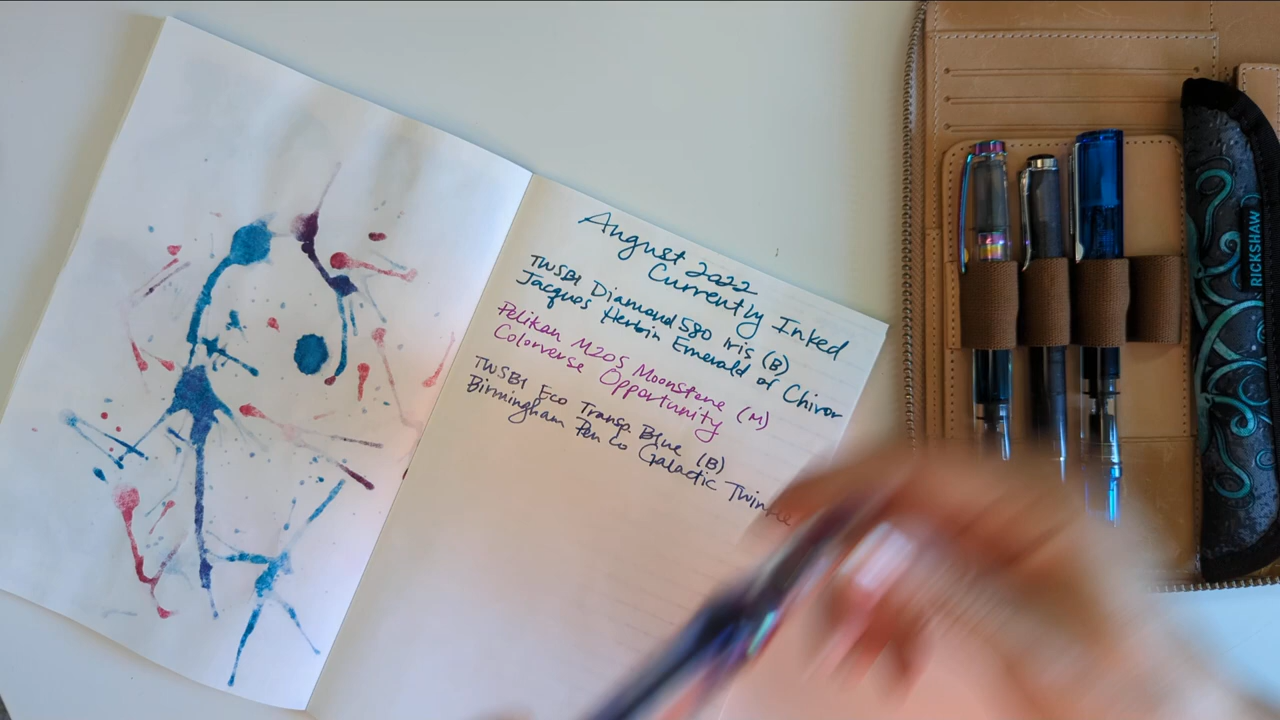 August 2022
Currently Inked
TWSBI Diamond 580 Iris (B)
Jacques Herbin Emerald of Chivor
Pelikan M205 Moonstone (M)
Colorverse Opportunity
TWSBI Eco Transp. Blue (B)
Birmingham Pen Co Galactic Twinkle
RICKSHAW